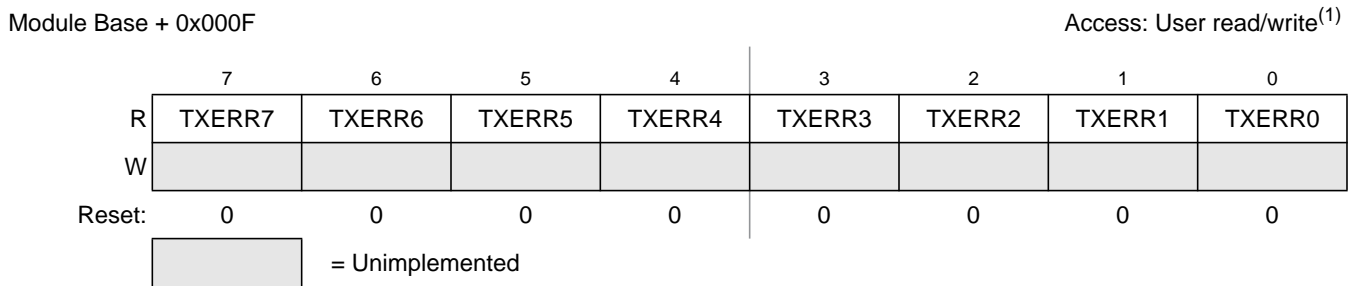 Module Base + 0x000F Access: User read/write(1)
7 6 5 4 3 2 1 0
R TXERR7 TXERR6 TXERR5 TXERR4 TXERR3 TXERR2 TXERR1 TXERR0
W
Reset: 0 0 0 0 0 0 0 0
= Unimplemented